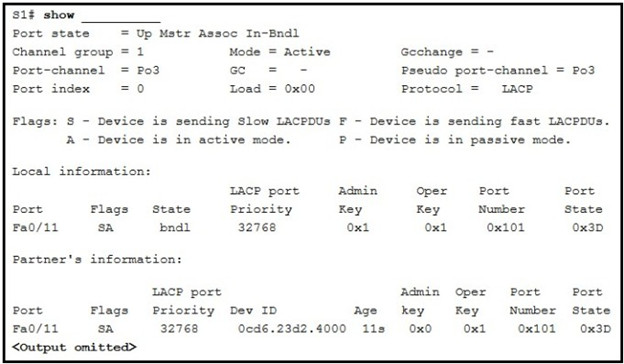 S1# show __________
Port state = Up Mstr Assoc In-Bndl
Channel group = 1 Mode = Active Gcchange = -
Port-channel = Po3 GC = - Pseudo port-channel = Po3
Port index = 0 Load = 0x00 Protocol = LACP
Flags: S - Device is sending Slow LACPDUs F - Device is sending fast LACPDUs.
A - Device is in active mode. P - Device is in passive mode.
Local information:
LACP port Admin Oper Port Port
Port Flags State Priority Key Key Number State
Fa0/11 SA bndl 32768 0x1 0x1 0x101 0x3D
Partner's information:
LACP port Admin Oper Port Port
Port Flags Priority Dev ID Age key Key Number State
Fa0/11 SA 32768 0cd6.23d2.4000 11s 0x0 0x1 0x101 0x3D
<Output omitted>